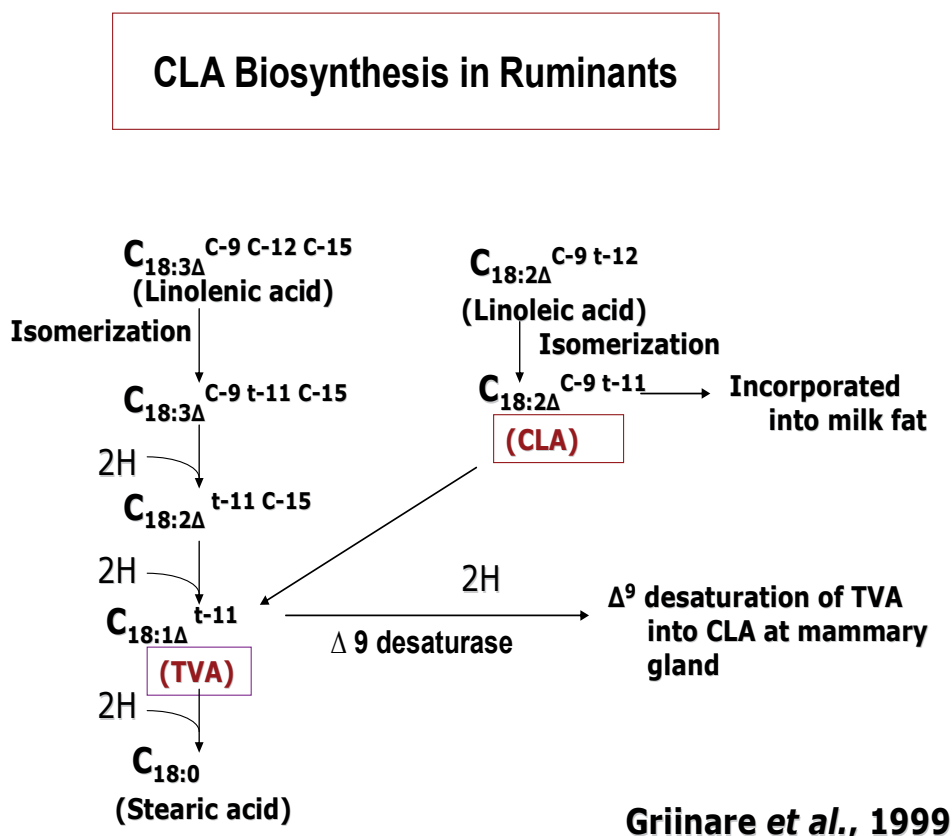 CLA Biosynthesis in Ruminants
C18:3Δ C-9 C-12 C-15
(Linolenic acid)
Isomerization
C18:3Δ C-9 t-11 C-15
2H
C18:2Δ t-11 C-15
2H
C18:1Δ t-11
(TVA)
2H
C18:0
(Stearic acid)
C18:2Δ C-9 t-12
(Linoleic acid)
Isomerization
C18:2Δ C-9 t-11
(CLA)
Incorporated
into milk fat
2H
Δ 9 desaturase
Δ9 desaturation of TVA
into CLA at mammary
gland
Griinare et al., 1999